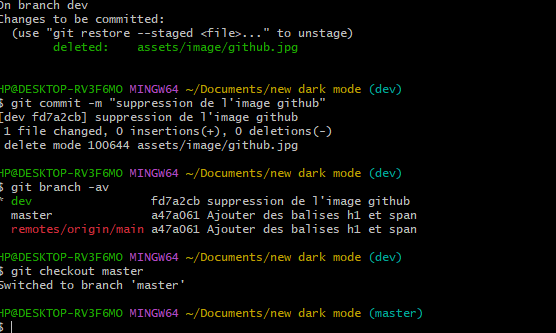 On branch dev
Changes to be committed:
  (use "git restore --staged <file>..." to unstage)
        deleted:    assets/image/github.jpg
HP@DESKTOP-RV3F6MO MINGW64 ~/Documents/new dark mode (dev)
$ git commit -m "suppression de l'image github"
[dev fd7a2cb] suppression de l'image github
 1 file changed, 0 insertions(+), 0 deletions(-)
 delete mode 100644 assets/image/github.jpg
HP@DESKTOP-RV3F6MO MINGW64 ~/Documents/new dark mode (dev)
$ git branch -av
* dev                 fd7a2cb suppression de l'image github
  master              a47a061 Ajouter des balises h1 et span
  remotes/origin/main a47a061 Ajouter des balises h1 et span
HP@DESKTOP-RV3F6MO MINGW64 ~/Documents/new dark mode (dev)
$ git checkout master
Switched to branch 'master'
HP@DESKTOP-RV3F6MO MINGW64 ~/Documents/new dark mode (master)
$